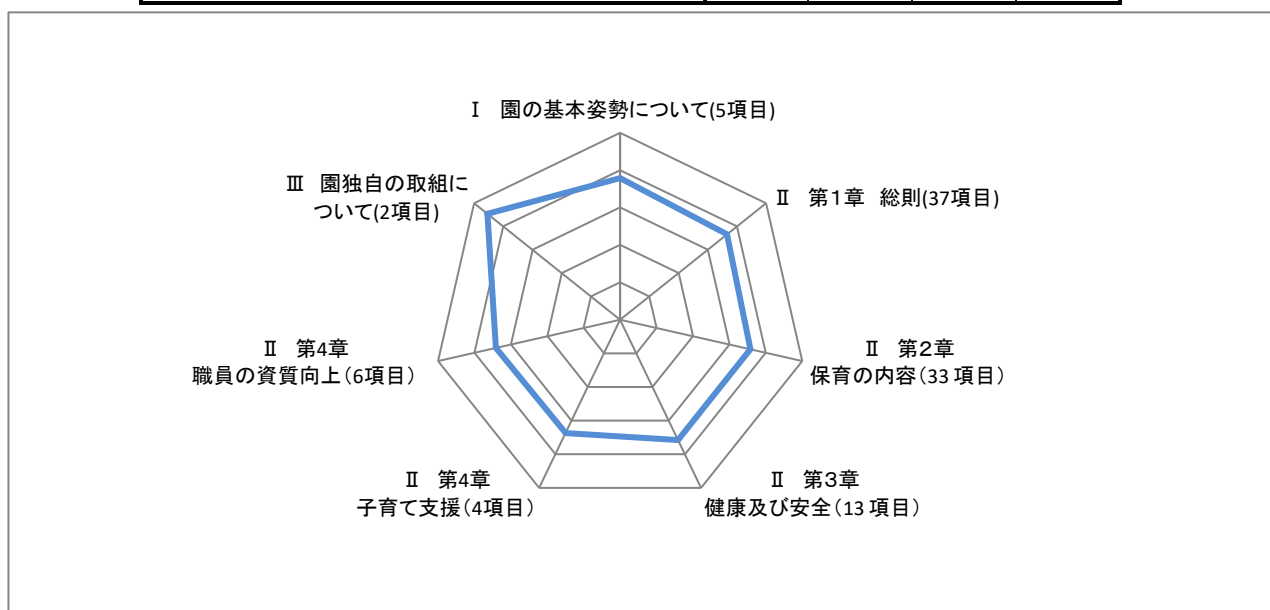 Ⅰ　園の基本姿勢について(5項目)
Ⅲ　園独自の取組に
ついて(2項目)
Ⅱ　第1章　総則(37項目)
Ⅱ　第4章
職員の資質向上（6項目）
Ⅱ　第2章
保育の内容（33 項目）
Ⅱ　第4章
子育て支援（4項目）
Ⅱ　第3章
健康及び安全（13 項目）